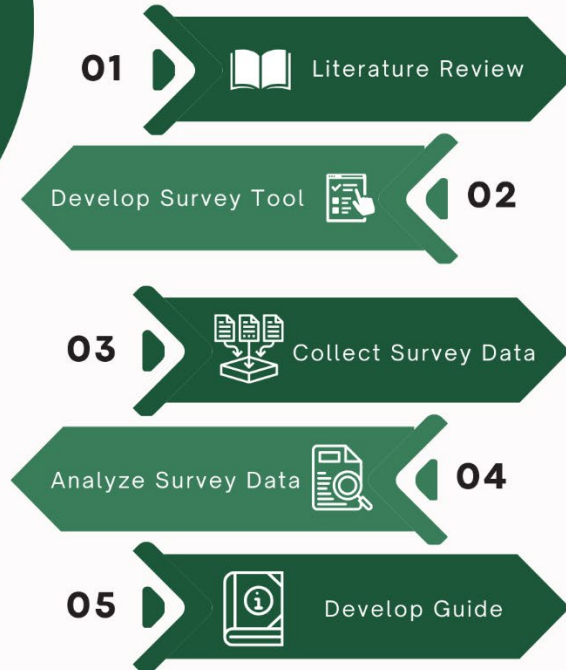 01 Literature Review
Develop Survey Tool 02
03 Collect Survey Data
Analyze Survey Data 04
05 Develop Guide